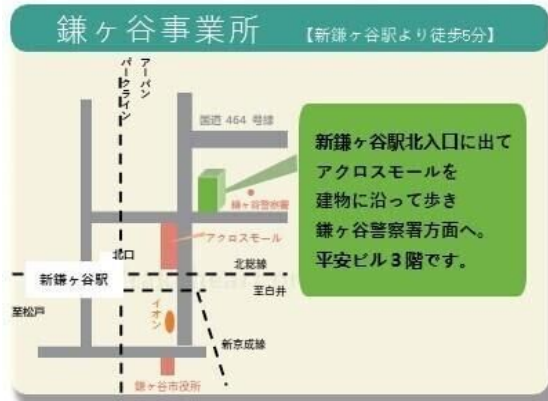 鎌ヶ谷事業所 【新鎌ヶ谷駅より徒歩5分】
アーバン
パークライン
国道 464 号線
新鎌ヶ谷駅北入口に出て
アクロスモールを
建物に沿って歩き
鎌ヶ谷警察署方面へ。
平安ビル3階です。
鎌ヶ谷警察署
アクロスモール
北口
北総線
新鎌ヶ谷駅
至白井
至松戸
イオン
新京成線
鎌ヶ谷市役所